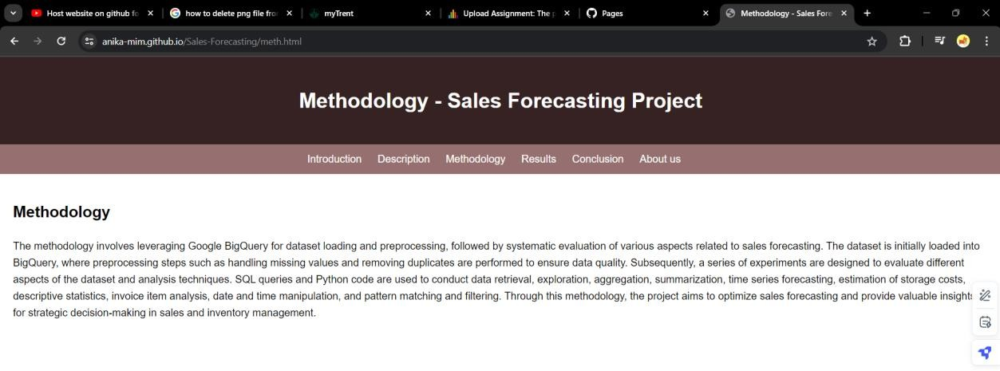 Host website on github fo
how to delete png file fro
myTrent
Upload Assignment: The p
Pages
Methodology - Sales Fore
anika-mim.github.io/Sales-Forecasting/meth.html
Methodology - Sales Forecasting Project
Introduction Description Methodology Results Conclusion About us
Methodology
The methodology involves leveraging Google BigQuery for dataset loading and preprocessing, followed by systematic evaluation of various aspects related to sales forecasting. The dataset is initially loaded into
BigQuery, where preprocessing steps such as handling missing values and removing duplicates are performed to ensure data quality. Subsequently, a series of experiments are designed to evaluate different
aspects of the dataset and analysis techniques. SQL queries and Python code are used to conduct data retrieval, exploration, aggregation, summarization, time series forecasting, estimation of storage costs,
descriptive statistics, invoice item analysis, date and time manipulation, and pattern matching and filtering. Through this methodology, the project aims to optimize sales forecasting and provide valuable insights
for strategic decision-making in sales and inventory management.